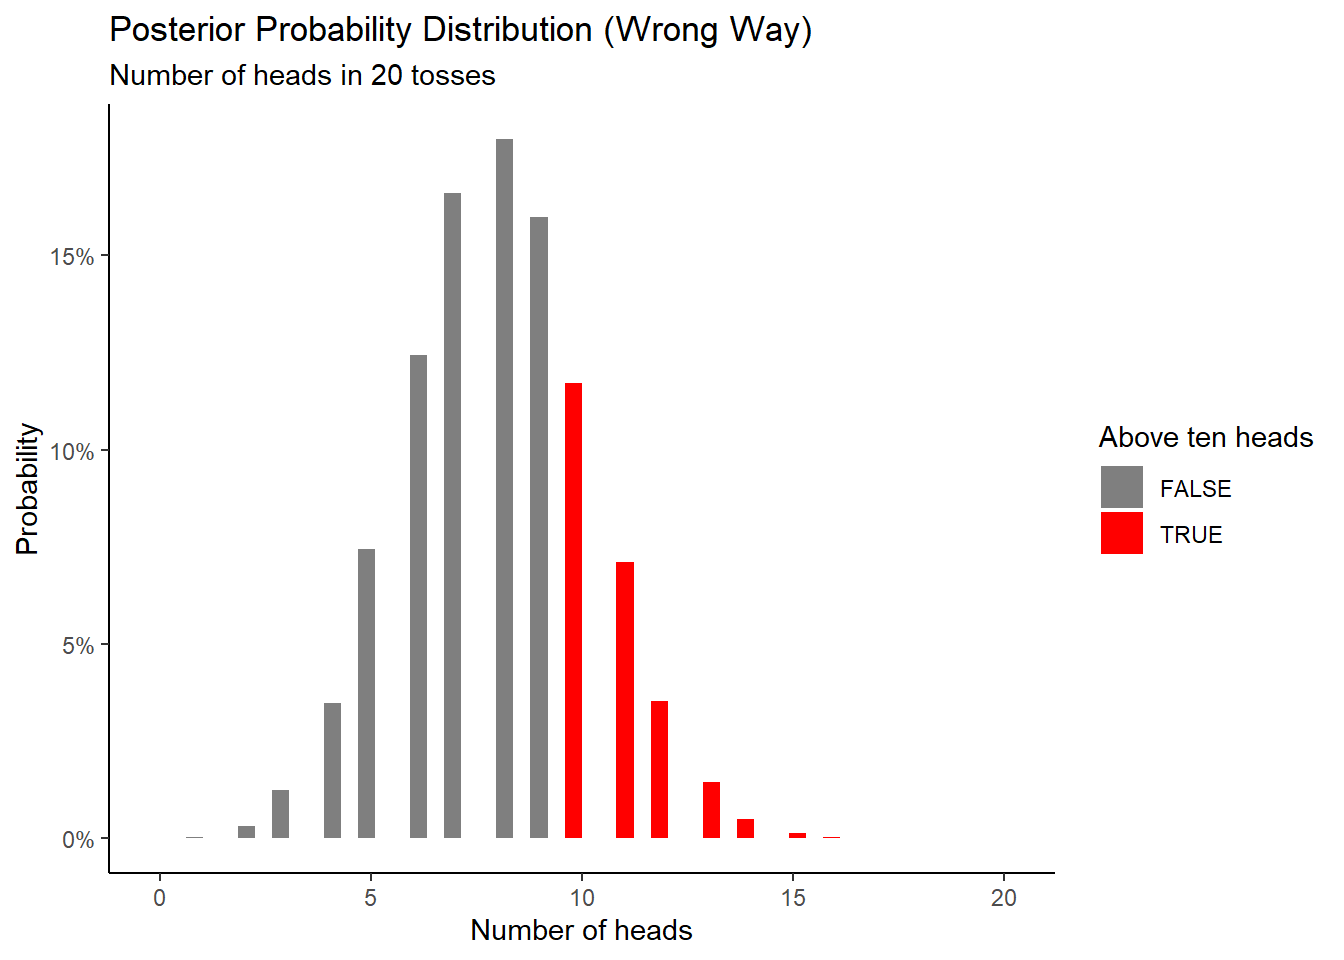 Posterior Probability Distribution (Wrong Way)
Number of heads in 20 tosses
Probability
15%
10%
5%
0%
0 5 10 15 20
Number of heads
Above ten heads
FALSE
TRUE